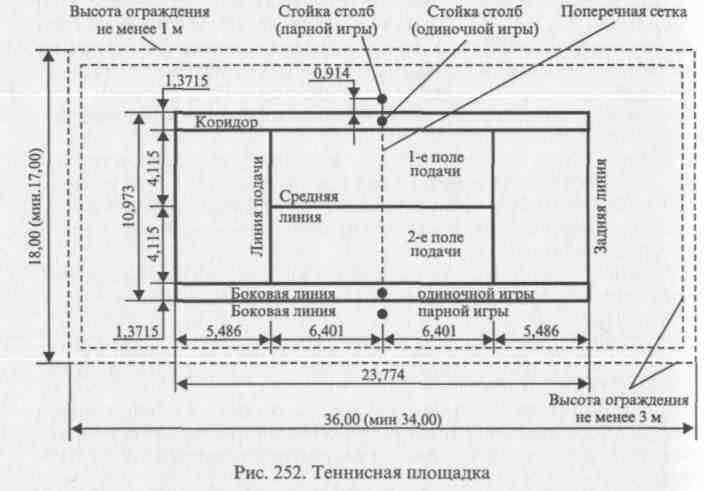 Высота ограждения
не менее 1 м
Стойка столб
(парной игры)
Стойка столб
(одиночной игры)
Поперечная сетка
0,914
1,3715
Коридор
1-е поле
подачи
4,115
10,973
18,00 (мин.17,00)
Линия подачи
Средняя
линия
Задняя линия
4,115
2-е поле
подачи
Боковая линия
одиночной игры
Боковая линия
парной игры
1,3715
5,486
6,401
6,401
5,486
23,774
Высота ограждения
не менее 3 м
36,00 (мин 34,00)
Рис. 252. Теннисная площадка